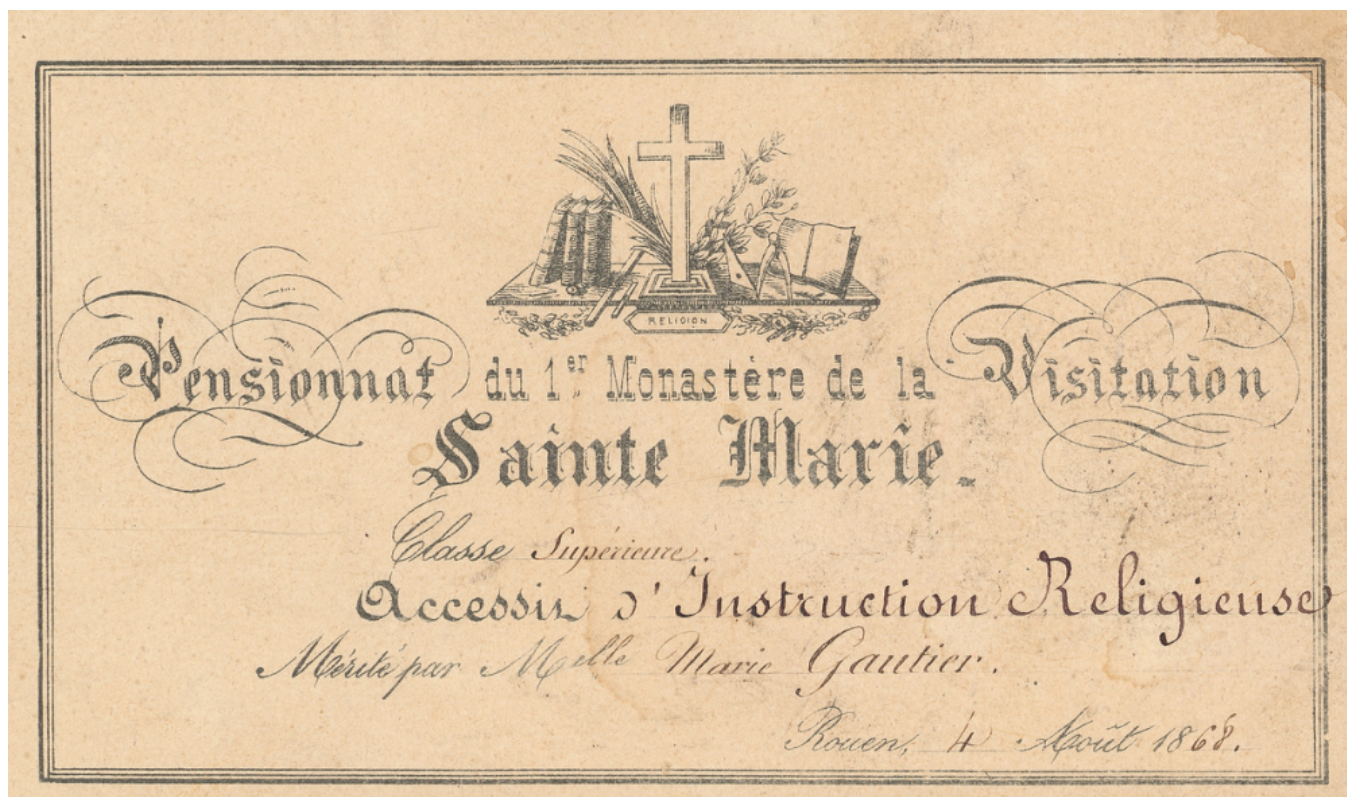 RELIGION
Pensionnat du 1er Monastère de la Visitation
Sainte Marie.
Classe Supérieure.
Accessit d'Instruction Religieuse
Mérité par Melle Marie Gautier.
Rouen, 4 Août 1868.